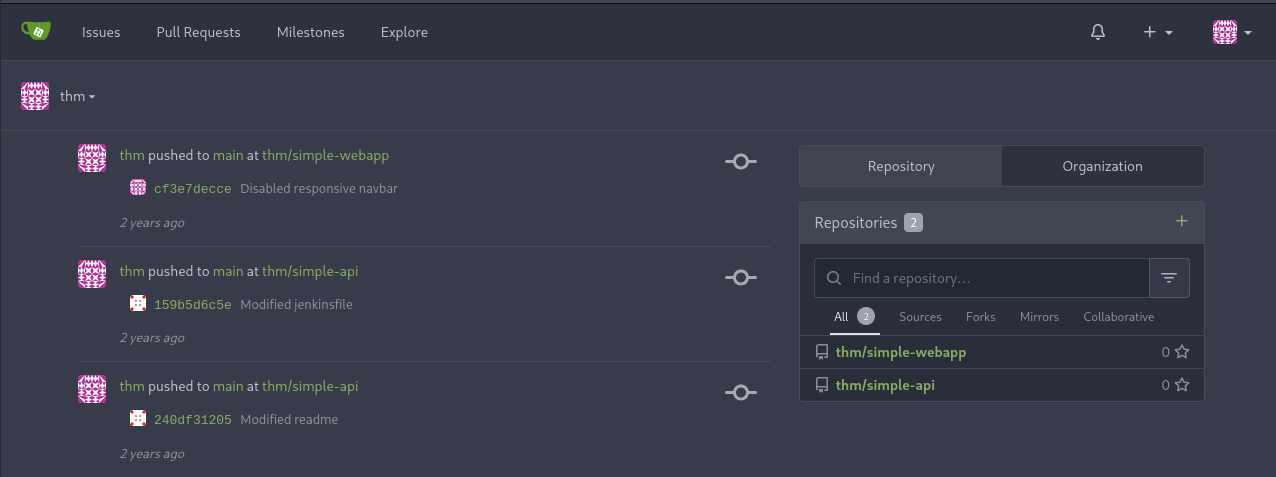 Issues Pull Requests Milestones Explore
thm
thm pushed to main at thm/simple-webapp
cf3e7decce Disabled responsive navbar
2 years ago
thm pushed to main at thm/simple-api
159b5d6c5e Modified jenkinsfile
2 years ago
thm pushed to main at thm/simple-api
240df31205 Modified readme
2 years ago
Repository Organization
Repositories 2
Find a repository...
All 2 Sources Forks Mirrors Collaborative
thm/simple-webapp 0
thm/simple-api 0